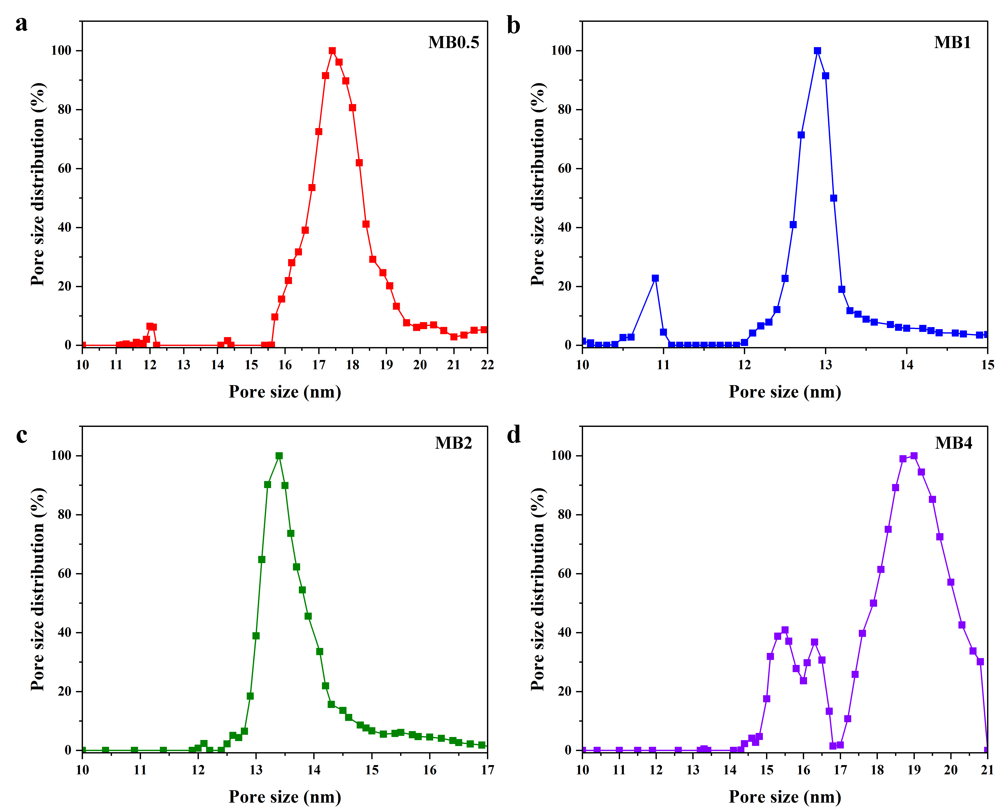 a
MB0.5
100
80
60
40
20
0
Pore size distribution (%)
10 11 12 13 14 15 16 17 18 19 20 21 22
Pore size (nm)
b
MB1
100
80
60
40
20
0
Pore size distribution (%)
10 11 12 13 14 15
Pore size (nm)
c
MB2
100
80
60
40
20
0
Pore size distribution (%)
10 11 12 13 14 15 16 17
Pore size (nm)
d
MB4
100
80
60
40
20
0
Pore size distribution (%)
10 11 12 13 14 15 16 17 18 19 20 21
Pore size (nm)